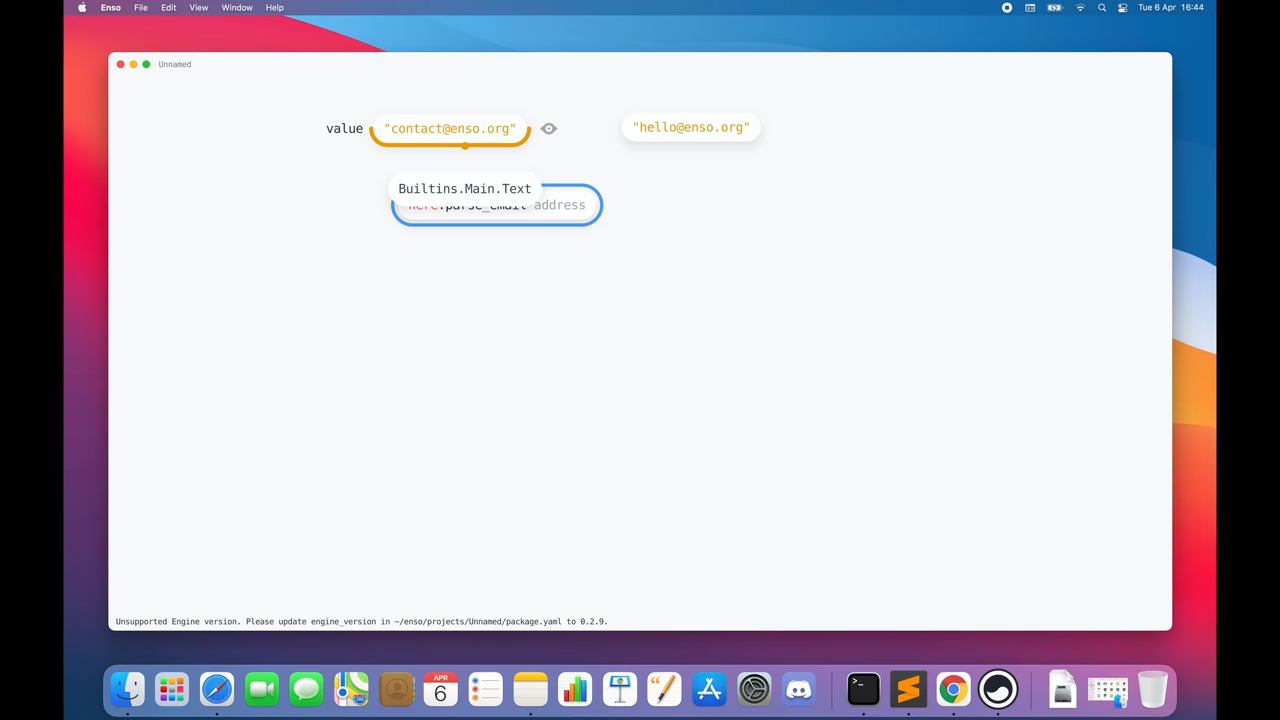 Enso File Edit View Window Help Tue 6 Apr 16:44
Unnamed
value "contact@enso.org" "hello@enso.org"
Builtins.Main.Text
here.parse_email address
Unsupported Engine version. Please update engine_version in ~/enso/projects/Unnamed/package.yaml to 0.2.9.
APR
6